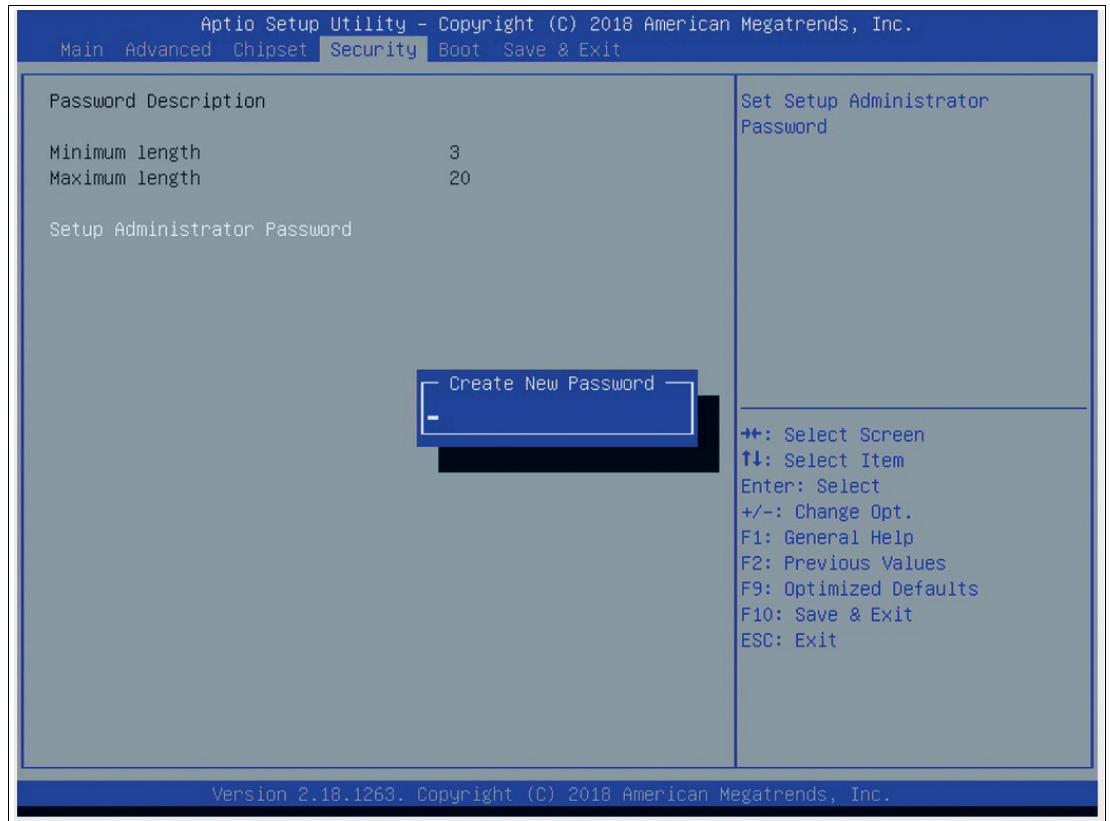 Aptio Setup Utility – Copyright (C) 2018 American Megatrends, Inc.
Main Advanced Chipset Security Boot Save & Exit
Password Description
Minimum length 3
Maximum length 20
Setup Administrator Password
Create New Password
Set Setup Administrator
Password
→←: Select Screen
↑↓: Select Item
Enter: Select
+/-: Change Opt.
F1: General Help
F2: Previous Values
F9: Optimized Defaults
F10: Save & Exit
ESC: Exit
Version 2.18.1263. Copyright (C) 2018 American Megatrends, Inc.